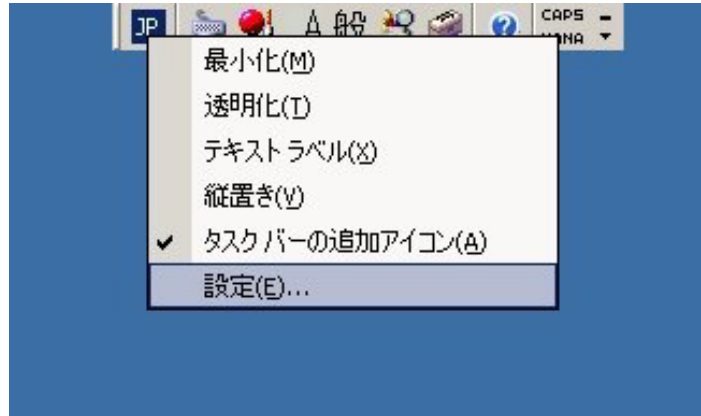 JP A 般 CAPS
KANA
最小化(M)
透明化(T)
テキスト ラベル(X)
縦置き(V)
タスク バーの追加アイコン(A)
設定(E)...